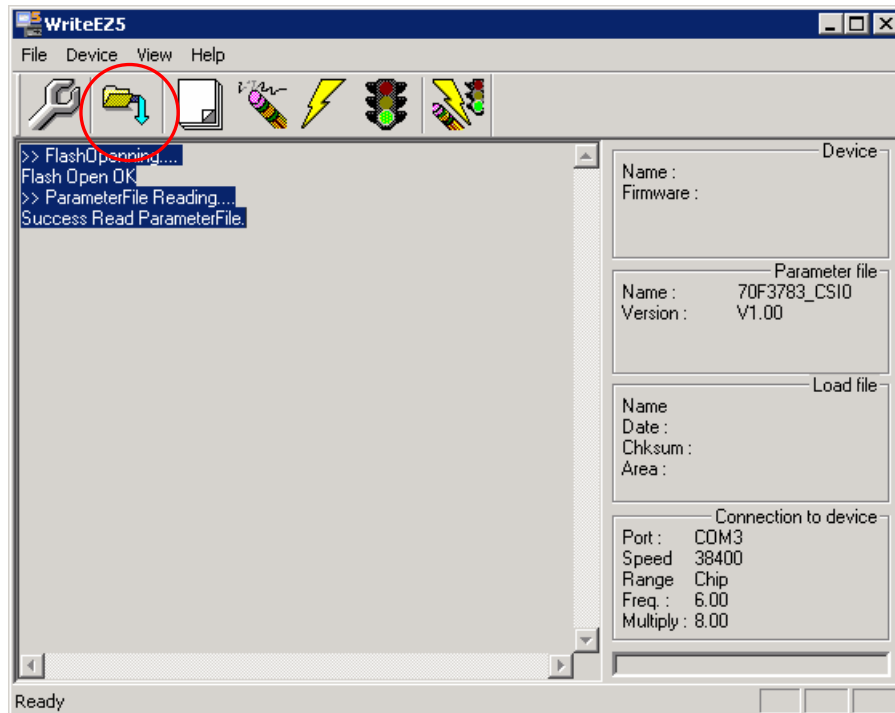 WriteEZ5
File Device View Help
>> FlashOpenning....
Flash Open OK
>> ParameterFile Reading....
Success Read ParameterFile.
Device
Name :
Firmware :
Parameter file
Name : 70F3783_CSI0
Version : V1.00
Load file
Name
Date :
Chksum :
Area :
Connection to device
Port : COM3
Speed 38400
Range Chip
Freq. : 6.00
Multiply : 8.00
Ready